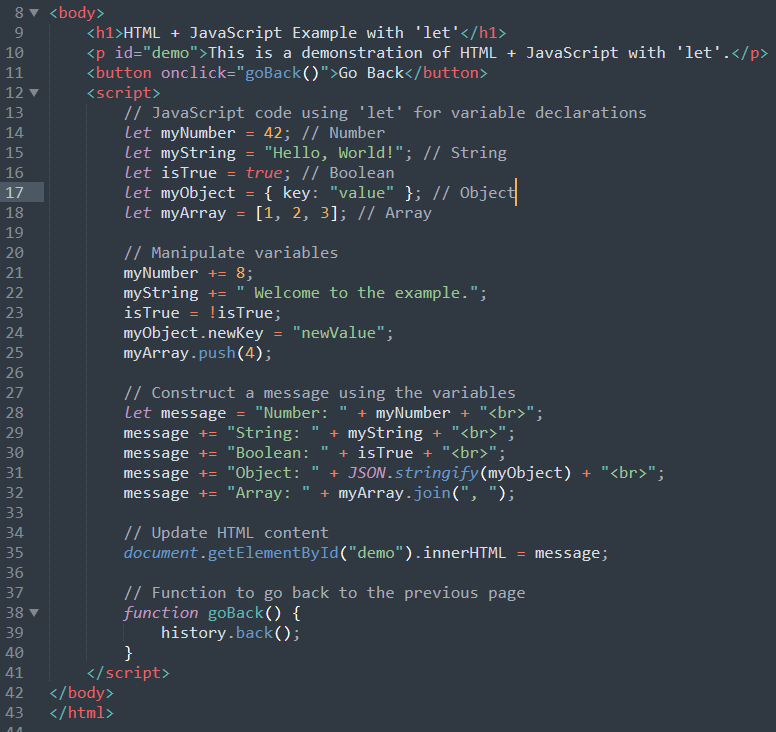 8 <body>
9 <h1>HTML + JavaScript Example with 'let'</h1>
10 <p id="demo">This is a demonstration of HTML + JavaScript with 'let'.</p>
11 <button onclick="goBack()">Go Back</button>
12 <script>
13 // JavaScript code using 'let' for variable declarations
14 let myNumber = 42; // Number
15 let myString = "Hello, World!"; // String
16 let isTrue = true; // Boolean
17 let myObject = { key: "value" }; // Object
18 let myArray = [1, 2, 3]; // Array
19
20 // Manipulate variables
21 myNumber += 8;
22 myString += " Welcome to the example.";
23 isTrue = !isTrue;
24 myObject.newKey = "newValue";
25 myArray.push(4);
26
27 // Construct a message using the variables
28 let message = "Number: " + myNumber + "<br>";
29 message += "String: " + myString + "<br>";
30 message += "Boolean: " + isTrue + "<br>";
31 message += "Object: " + JSON.stringify(myObject) + "<br>";
32 message += "Array: " + myArray.join(", ");
33
34 // Update HTML content
35 document.getElementById("demo").innerHTML = message;
36
37 // Function to go back to the previous page
38 function goBack() {
39 history.back();
40 }
41 </script>
42 </body>
43 </html>
44